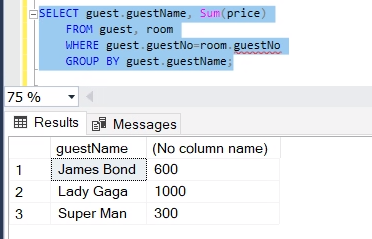 SELECT guest.guestName, Sum(price)
FROM guest, room
WHERE guest.guestNo=room.guestNo
GROUP BY guest.guestName;
75 %
Results Messages
guestName (No column name)
1 James Bond 600
2 Lady Gaga 1000
3 Super Man 300